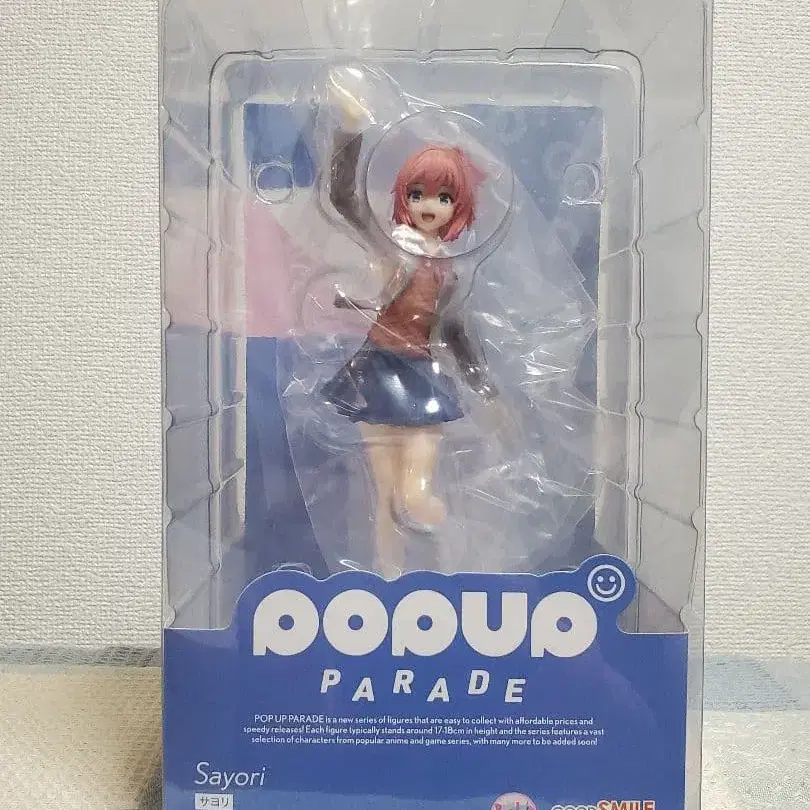 POPUP
PARADE
POP UP PARADE is a new series of figures that are easy to collect with affordable prices and
speedy releases! Each figure typically stands around 17-18cm in height and the series features a vast
selection of characters from popular anime and game series, with many more to be added soon!
Sayori
サヨリ
GOODSMILE